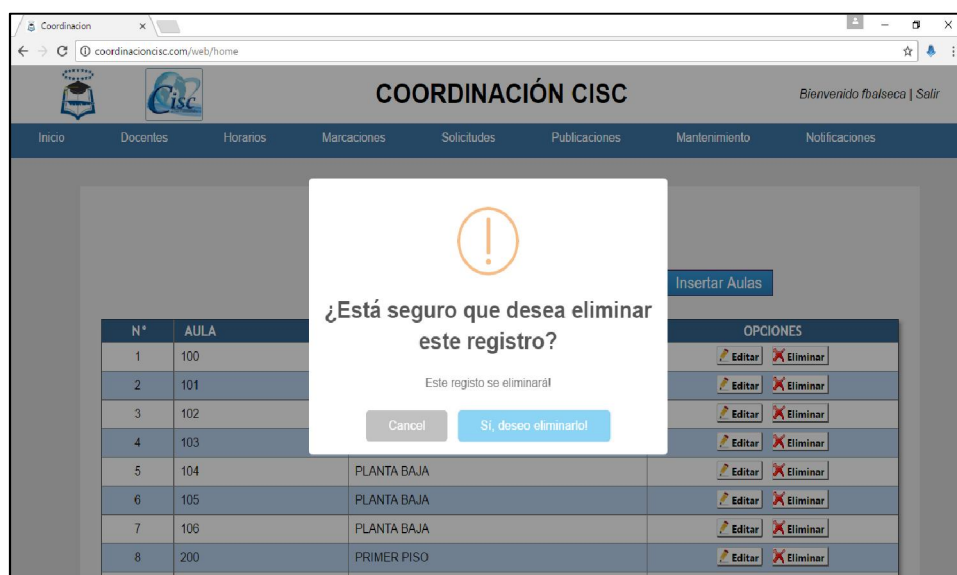 Coordinacion
coordinacioncisc.com/web/home
Cisc
COORDINACIÓN CISC
Bienvenido fbalseca | Salir
Inicio Docentes Horarios Marcaciones Solicitudes Publicaciones Mantenimiento Notificaciones
Insertar Aulas
¿Está seguro que desea eliminar
este registro?
Este registo se eliminará!
Cancel Sí, deseo eliminarlo!
N° AULA OPCIONES
1 100 Editar Eliminar
2 101 Editar Eliminar
3 102 Editar Eliminar
4 103 Editar Eliminar
5 104 PLANTA BAJA Editar Eliminar
6 105 PLANTA BAJA Editar Eliminar
7 106 PLANTA BAJA Editar Eliminar
8 200 PRIMER PISO Editar Eliminar